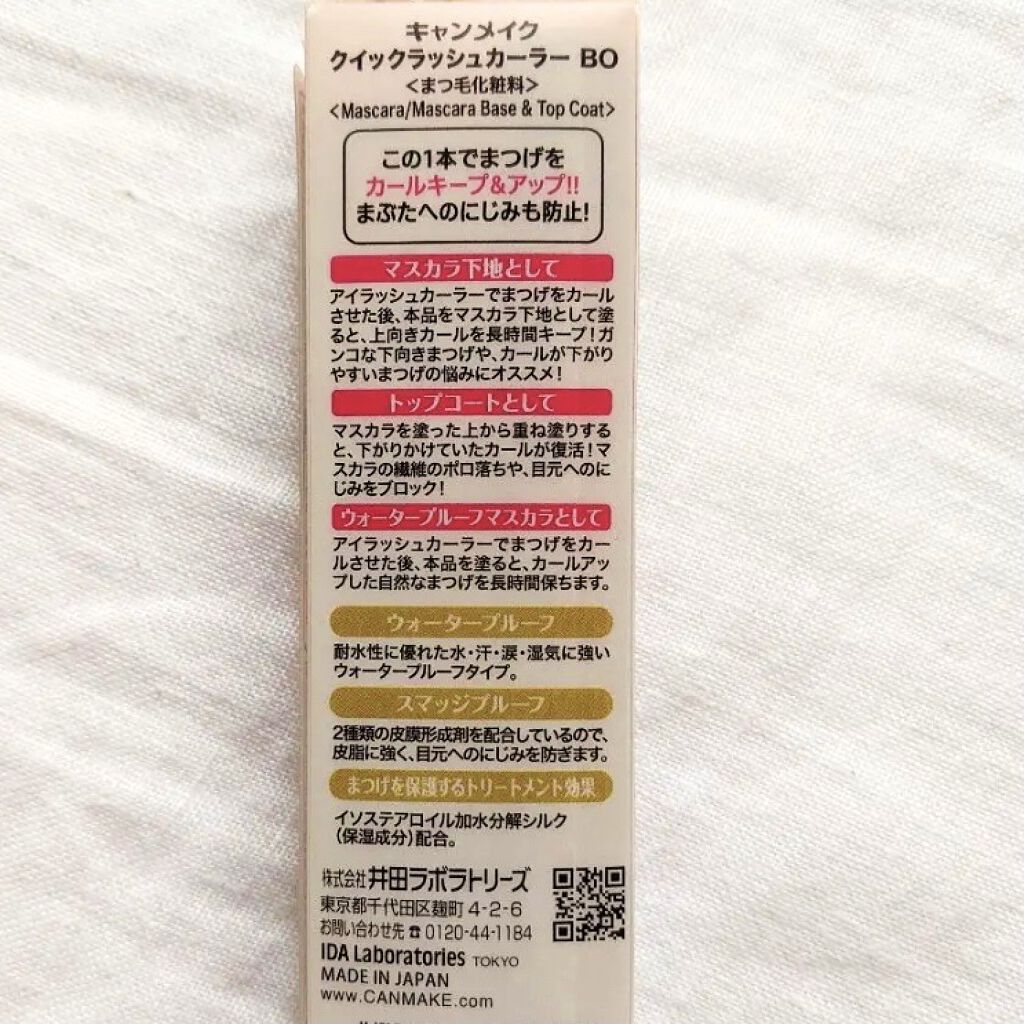 キャンメイク
クイックラッシュカーラー BO
<まつ毛化粧料>
<Mascara/Mascara Base & Top Coat>
この1本でまつげを
カールキープ&アップ!!
まぶたへのにじみも防止!
マスカラ下地として
アイラッシュカーラーでまつげをカール
させた後、本品をマスカラ下地として塗
ると、上向きカールを長時間キープ!ガ
ンコな下向きまつげや、カールが下がり
やすいまつげの悩みにオススメ!
トップコートとして
マスカラを塗った上から重ね塗りする
と、下がりかけていたカールが復活!マ
スカラの繊維のポロ落ちや、目元へのに
じみをブロック!
ウォータープルーフマスカラとして
アイラッシュカーラーでまつげをカー
ルさせた後、本品を塗ると、カールアッ
プした自然なまつげを長時間保ちます。
ウォータープルーフ
耐水性に優れた水・汗・涙・湿気に強い
ウォータープルーフタイプ。
スマッジプルーフ
2種類の皮膜形成剤を配合しているので、
皮脂に強く、目元へのにじみを防ぎます。
まつげを保護するトリートメント効果
イソステアロイル加水分解シルク
(保湿成分)配合。
株式会社 井田ラボラトリーズ
東京都千代田区麹町 4-2-6
お問い合わせ先 ☎ 0120-44-1184
IDA Laboratories TOKYO
MADE IN JAPAN
www.CANMAKE.com